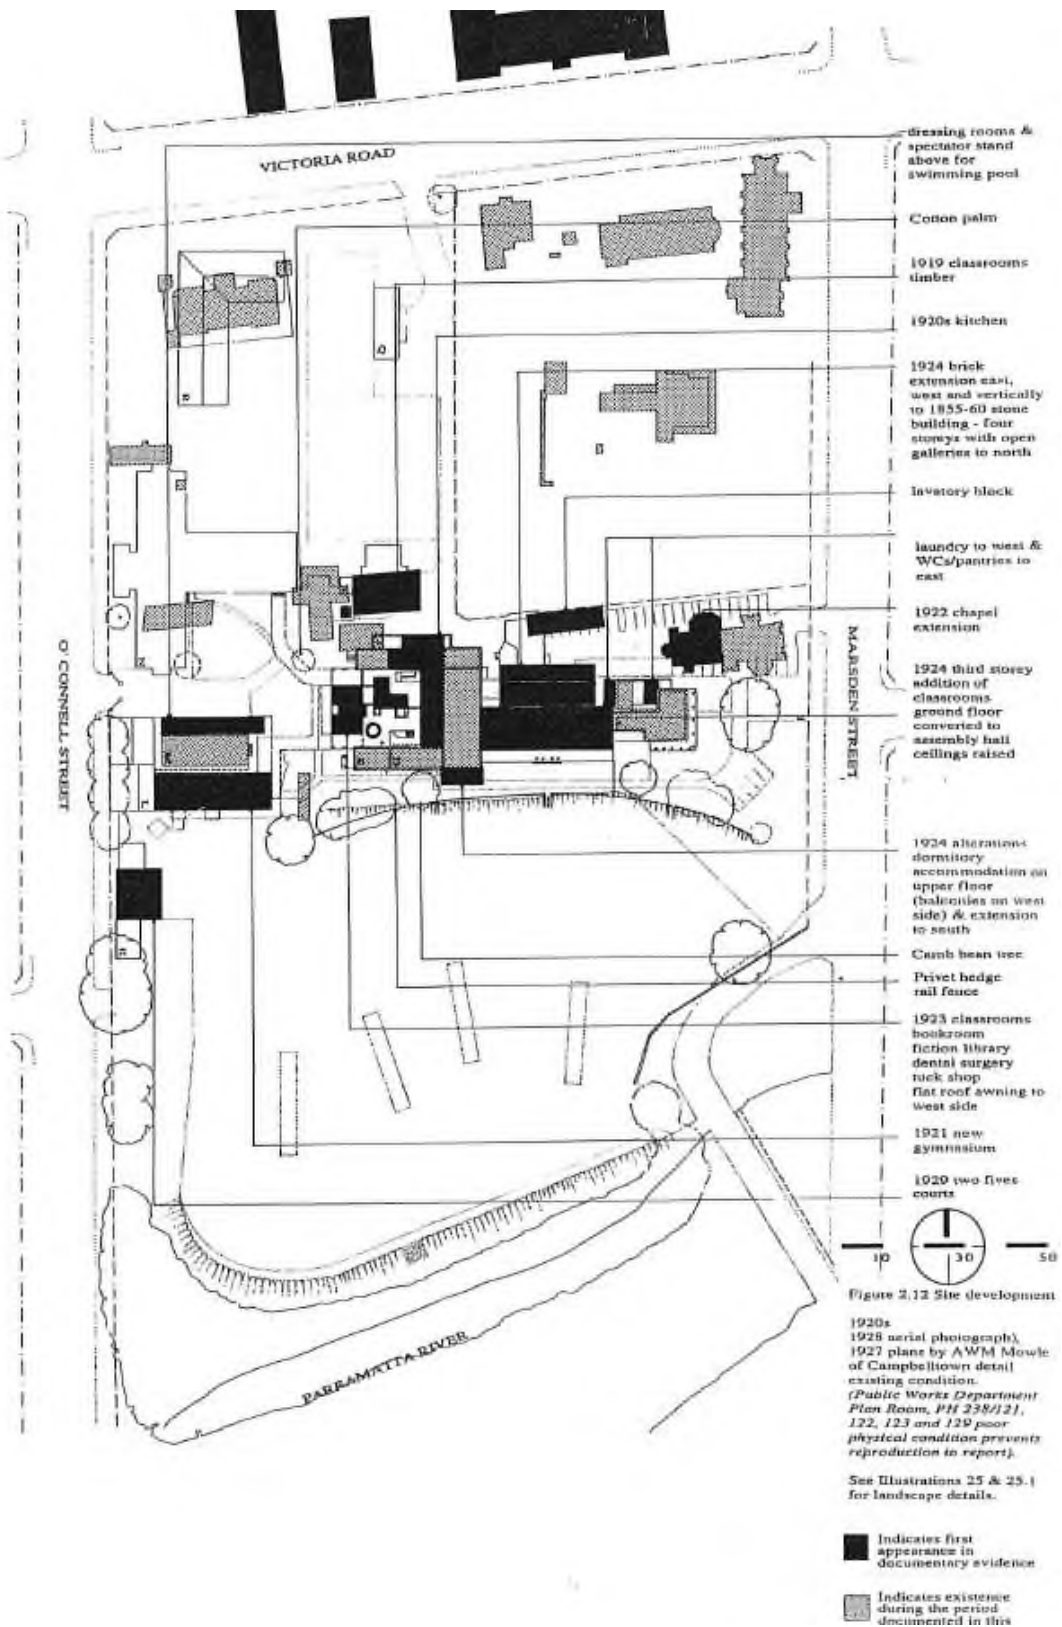 VICTORIA ROAD
dressing rooms &
spectator stand
above for
swimming pool
Cotton palm
1919 classrooms
timber
1920s kitchen
1924 brick
extension east,
west and vertically
to 1855-60 stone
building - four
storeys with open
galleries to north
lavatory block
laundry to west &
WCs/pantries to
east
1922 chapel
extension
O' CONNELL STREET
MARSDEN STREET
1924 third storey
addition of
classrooms
ground floor
converted to
assembly hall
ceilings raised
1924 alterations
dormitory
accommodation on
upper floor
(balconies on west
side) & extension
to south
bean tree
Privet hedge
rail fence
1923 classrooms
bookroom
fiction library
dental surgery
tuck shop
flat roof awning to
west side
1921 new
gymnasium
1929 two fives
courts
10 30 50
PARRAMATTA RIVER
Figure 2.12 Site development
1920s
1928 aerial photograph),
1927 plans by AWM Mowle
of Campbelltown detail
existing condition.
(Public Works Department
Plan Room, PH 238/121,
122, 123 and 129 poor
physical condition prevents
reproduction in report).
See Illustrations 25 & 25.1
for landscape details.
Indicates first
appearance in
documentary evidence
Indicates existence
during the period
documented in this